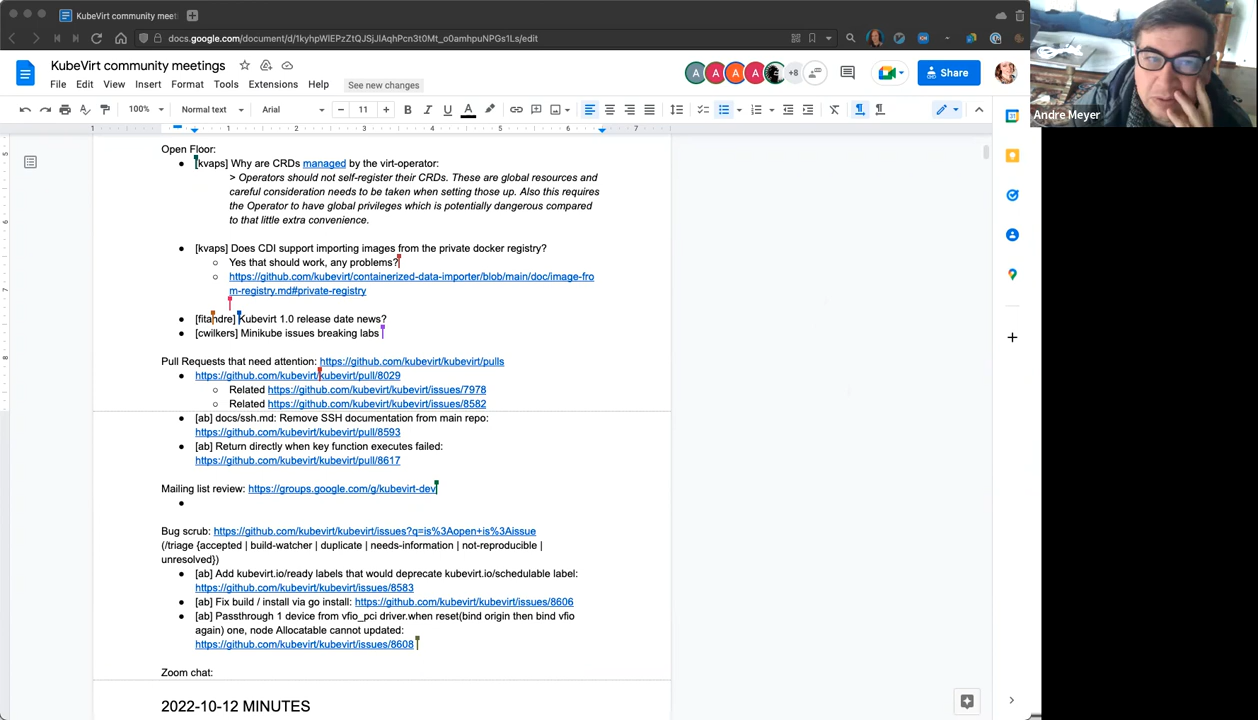 KubeVirt community meet
docs.google.com/document/d/1kyhpWlEPzZtQJSjJlAqhPcn3t0Mt_o0amhpuNPGs1Ls/edit
KubeVirt community meetings
File Edit View Insert Format Tools Extensions Help See new changes
A A A A +8 Share
100% Normal text Arial 11
1 1 2 3 4 5 6 7
Open Floor:
[kvaps] Why are CRDs managed by the virt-operator:
> Operators should not self-register their CRDs. These are global resources and
careful consideration needs to be taken when setting those up. Also this requires
the Operator to have global privileges which is potentially dangerous compared
to that little extra convenience.
[kvaps] Does CDI support importing images from the private docker registry?
Yes that should work, any problems?
https://github.com/kubevirt/containerized-data-importer/blob/main/doc/image-fro
m-registry.md#private-registry
[fitandre] Kubevirt 1.0 release date news?
[cwilkers] Minikube issues breaking labs
Pull Requests that need attention: https://github.com/kubevirt/kubevirt/pulls
https://github.com/kubevirt/kubevirt/pull/8029
Related https://github.com/kubevirt/kubevirt/issues/7978
Related https://github.com/kubevirt/kubevirt/issues/8582
[ab] docs/ssh.md: Remove SSH documentation from main repo:
https://github.com/kubevirt/kubevirt/pull/8593
[ab] Return directly when key function executes failed:
https://github.com/kubevirt/kubevirt/pull/8617
Mailing list review: https://groups.google.com/g/kubevirt-dev
Bug scrub: https://github.com/kubevirt/kubevirt/issues?q=is%3Aopen+is%3Aissue
(/triage {accepted | build-watcher | duplicate | needs-information | not-reproducible |
unresolved})
[ab] Add kubevirt.io/ready labels that would deprecate kubevirt.io/schedulable label:
https://github.com/kubevirt/kubevirt/issues/8583
[ab] Fix build / install via go install: https://github.com/kubevirt/kubevirt/issues/8606
[ab] Passthrough 1 device from vfio_pci driver.when reset(bind origin then bind vfio
again) one, node Allocatable cannot updated:
https://github.com/kubevirt/kubevirt/issues/8608
Zoom chat:
2022-10-12 MINUTES
Andre Meyer